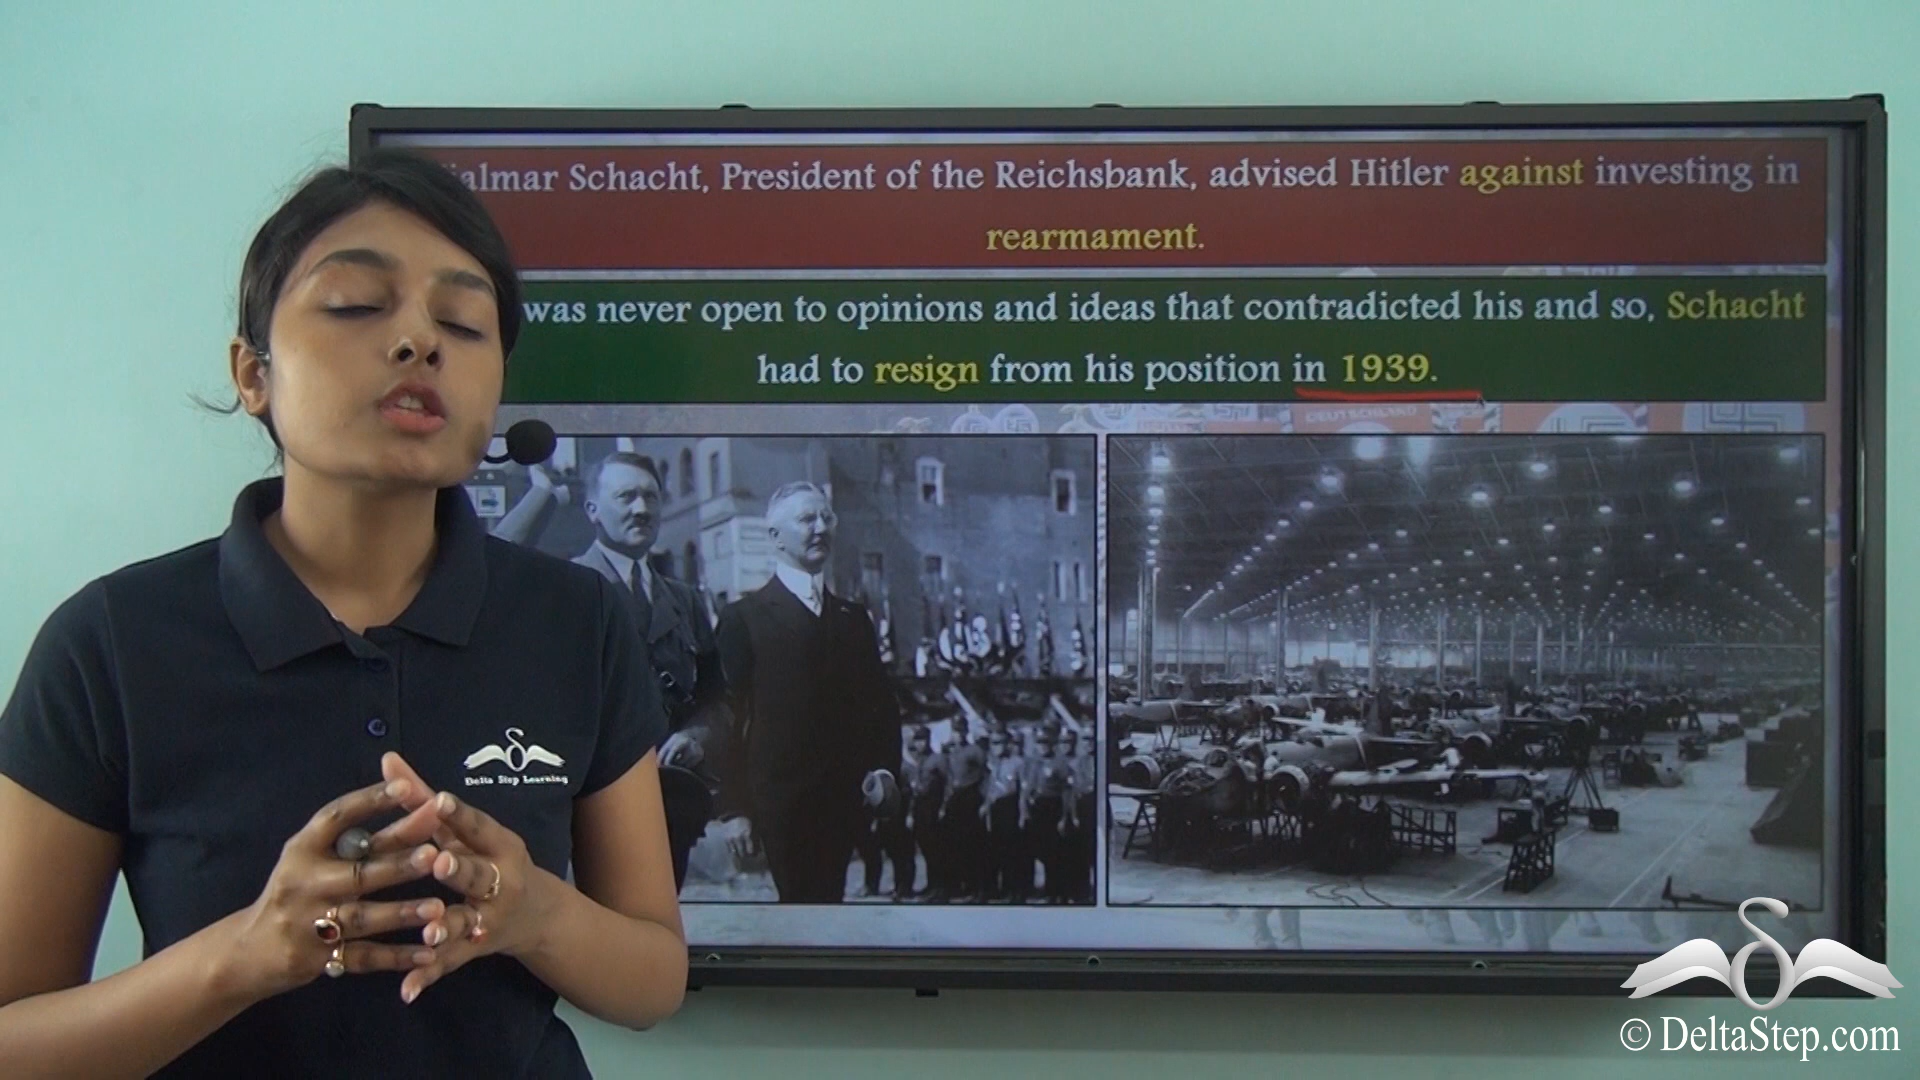 Schacht, President of the Reichsbank, advised Hitler against investing in
rearmament.
was never open to opinions and ideas that contradicted his and so, Schacht
had to resign from his position in 1939.
DEUTSCHLAND
Delta Step Learning
© DeltaStep.com